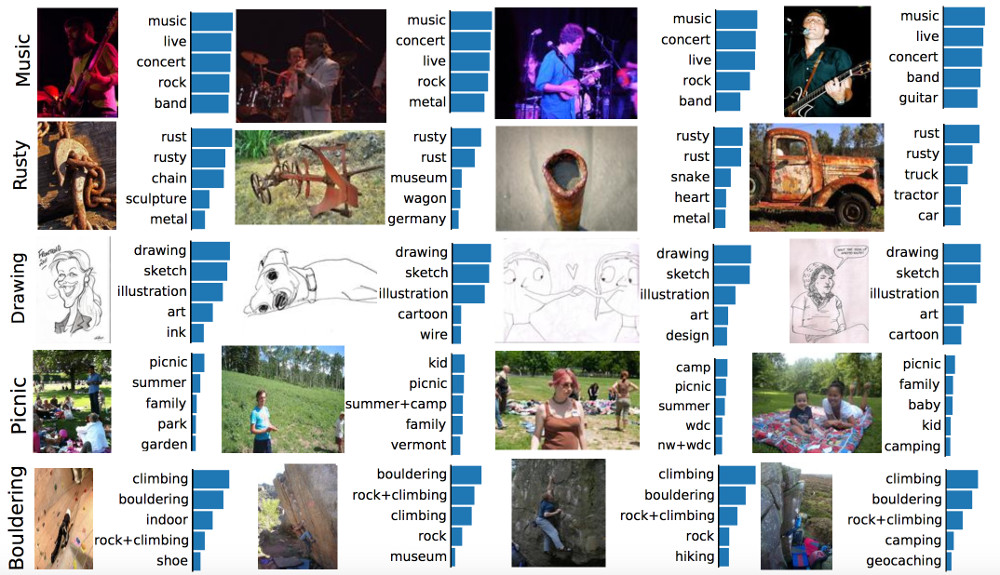 Music
music
live
concert
rock
band
music
concert
live
rock
metal
music
concert
live
rock
band
music
live
concert
band
guitar
Rusty
rust
rusty
chain
sculpture
metal
rusty
rust
museum
wagon
germany
rusty
rust
snake
heart
metal
rust
rusty
truck
tractor
car
Drawing
drawing
sketch
illustration
art
ink
drawing
sketch
illustration
cartoon
wire
drawing
sketch
illustration
art
design
drawing
sketch
illustration
art
cartoon
Picnic
picnic
summer
family
park
garden
kid
picnic
summer+camp
family
vermont
camp
picnic
summer
wdc
nw+wdc
picnic
family
baby
kid
camping
Bouldering
climbing
bouldering
indoor
rock+climbing
shoe
bouldering
rock+climbing
climbing
rock
museum
climbing
bouldering
rock+climbing
rock
hiking
climbing
bouldering
rock+climbing
camping
geocaching